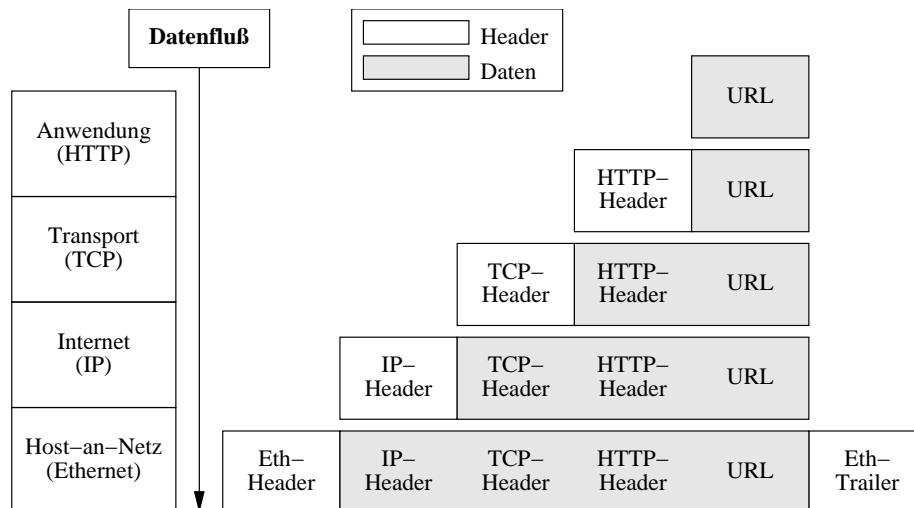 Datenfluß
Header
Daten
URL
Anwendung
(HTTP)
HTTP–
Header
URL
Transport
(TCP)
TCP–
Header
HTTP–
Header
URL
Internet
(IP)
IP–
Header
TCP–
Header
HTTP–
Header
URL
Host–an–Netz
(Ethernet)
Eth–
Header
IP–
Header
TCP–
Header
HTTP–
Header
URL
Eth–
Trailer